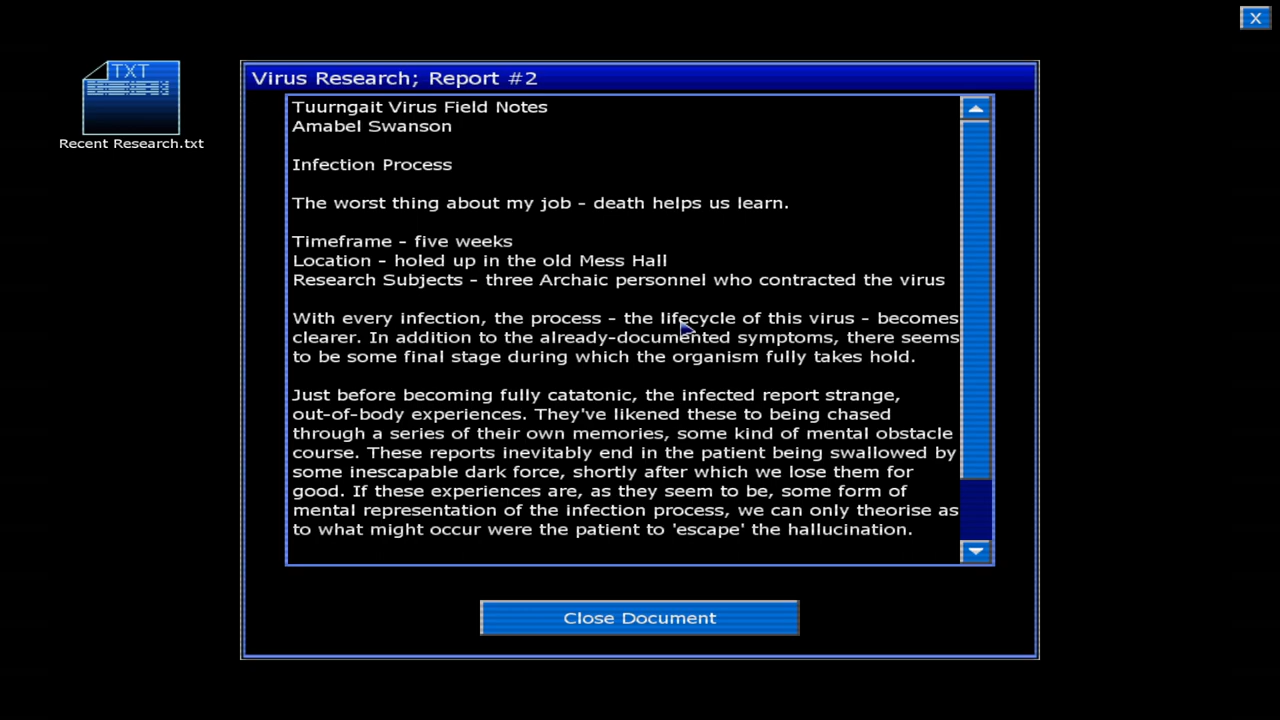 X
TXT
Recent Research.txt
Virus Research; Report #2
Tuurngait Virus Field Notes
Amabel Swanson
Infection Process
The worst thing about my job - death helps us learn.
Timeframe - five weeks
Location - holed up in the old Mess Hall
Research Subjects - three Archaic personnel who contracted the virus
With every infection, the process - the lifecycle of this virus - becomes
clearer. In addition to the already-documented symptoms, there seems
to be some final stage during which the organism fully takes hold.
Just before becoming fully catatonic, the infected report strange,
out-of-body experiences. They've likened these to being chased
through a series of their own memories, some kind of mental obstacle
course. These reports inevitably end in the patient being swallowed by
some inescapable dark force, shortly after which we lose them for
good. If these experiences are, as they seem to be, some form of
mental representation of the infection process, we can only theorise as
to what might occur were the patient to 'escape' the hallucination.
Close Document